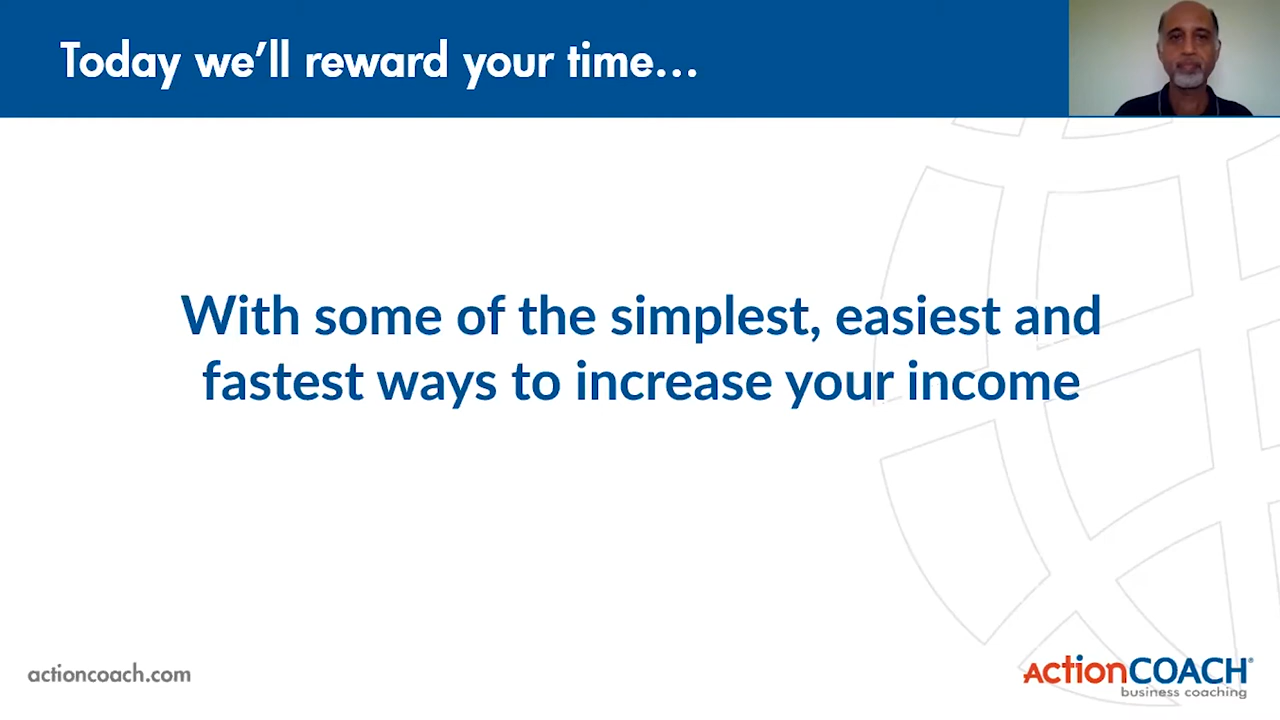 Today we’ll reward your time...
With some of the simplest, easiest and
fastest ways to increase your income
actioncoach.com
actionCOACH®
business coaching